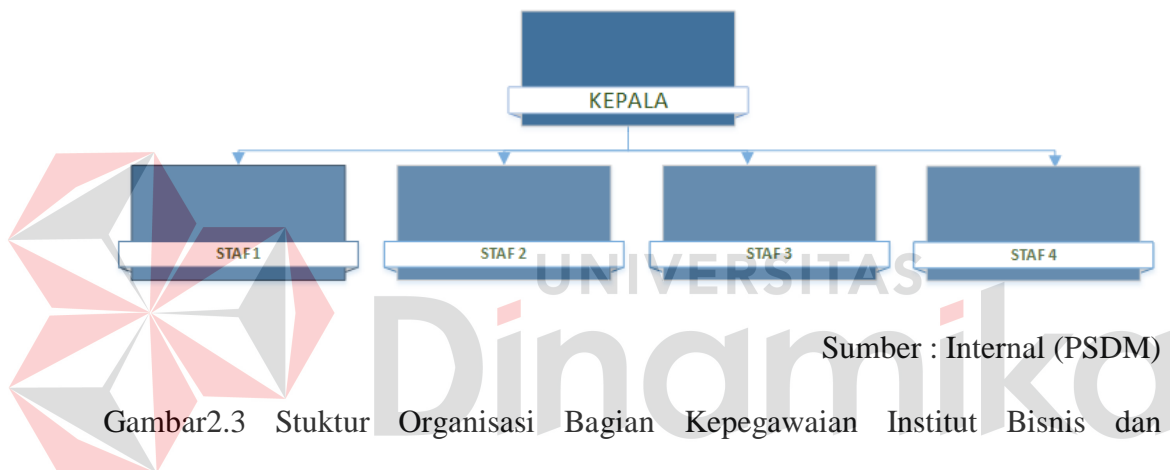 KEPALA
STAF 1 STAF 2 STAF 3 STAF 4
UNIVERSITAS
Dinamika
Sumber : Internal (PSDM)
Gambar2.3 Stuktur Organisasi Bagian Kepegawaian Institut Bisnis dan